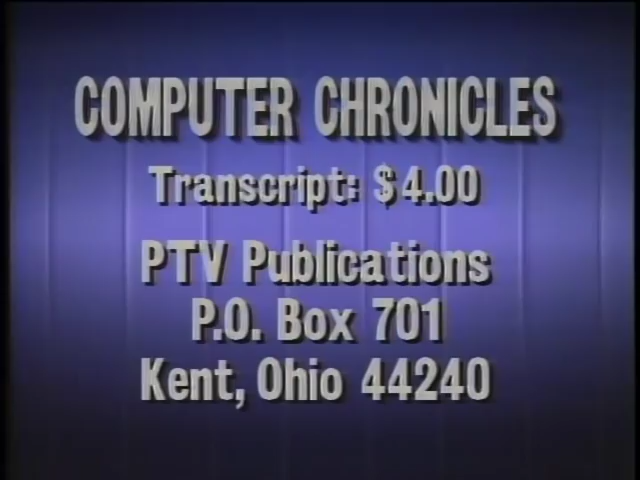 COMPUTER CHRONICLES
Transcript: $4.00
PTV Publications
P.O. Box 701
Kent, Ohio 44240